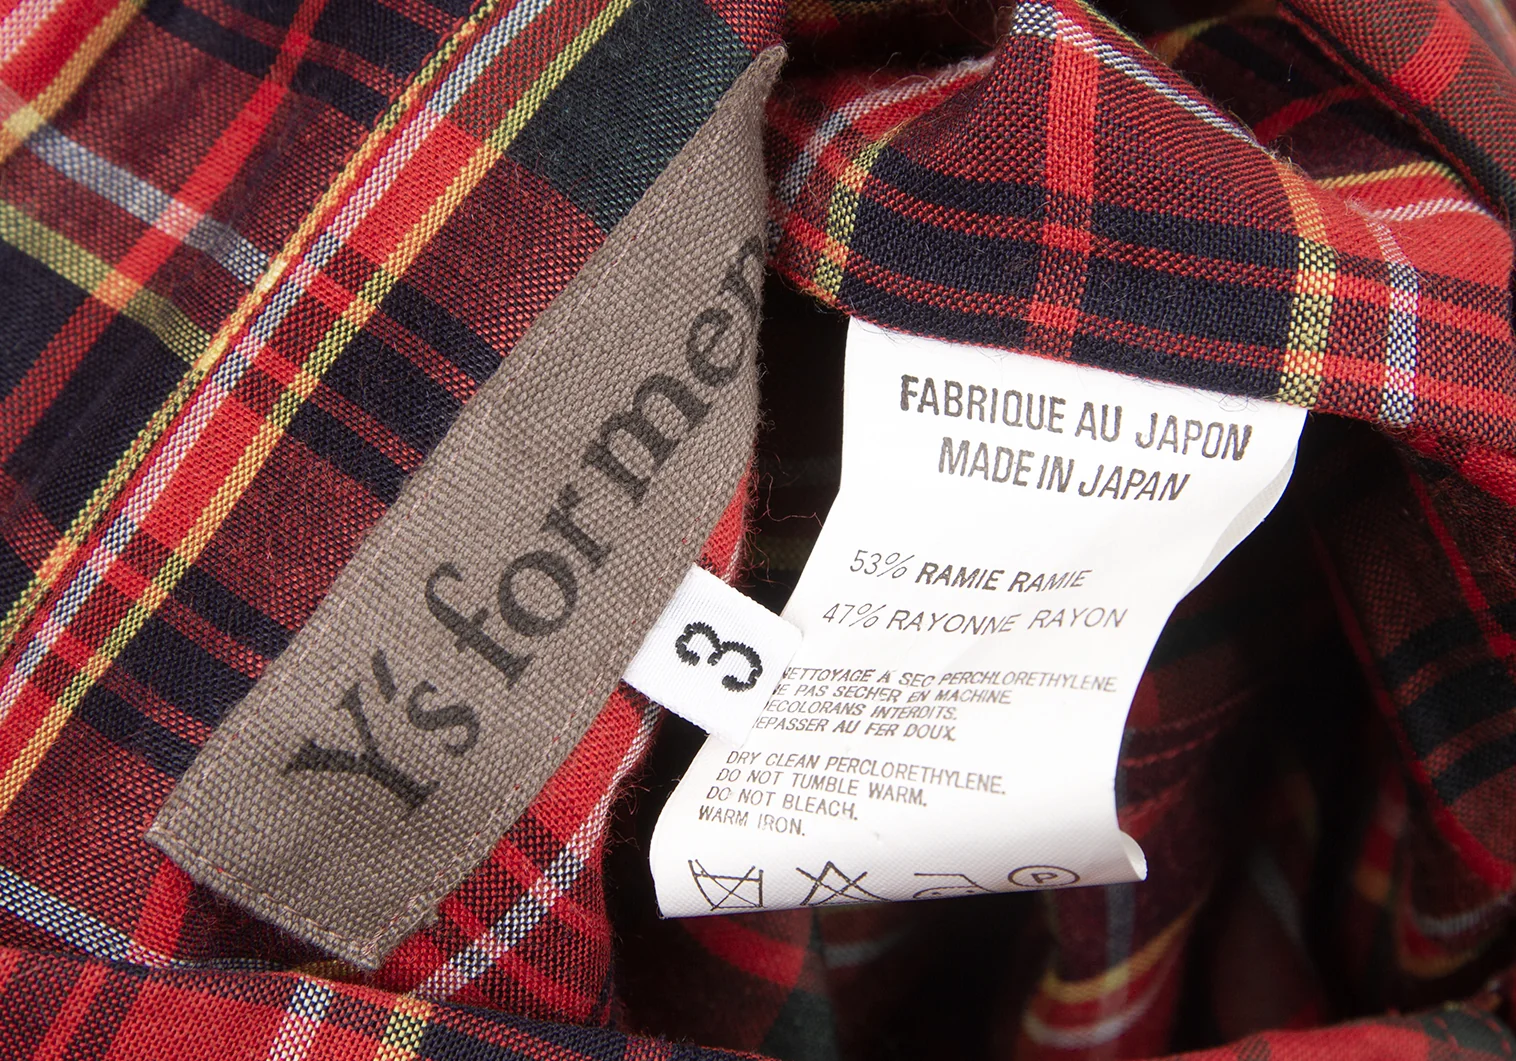 Y's for men
3
FABRIQUE AU JAPON
MADE IN JAPAN
53% RAMIE RAMIE
47% RAYONNE RAYON
NETTOYAGE A SEC PERCHLORETHYLENE
NE PAS SECHER EN MACHINE
DECOLORANS INTERDITS.
REPASSER AU FER DOUX.
DRY CLEAN PERCLORETHYLENE.
DO NOT TUMBLE WARM.
DO NOT BLEACH.
WARM IRON.
P